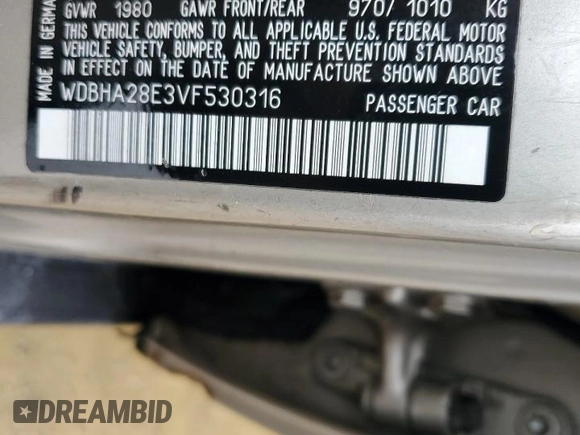 GVWR 1980 GAWR FRONT/REAR 970/ 1010 KG
THIS VEHICLE CONFORMS TO ALL APPLICABLE U.S. FEDERAL MOTOR
VEHICLE SAFETY, BUMPER, AND THEFT PREVENTION STANDARDS
IN EFFECT ON THE DATE OF MANUFACTURE SHOWN ABOVE.
WDBHA28E3VF530316 PASSENGER CAR
MADE IN GERMA
DREAMBID